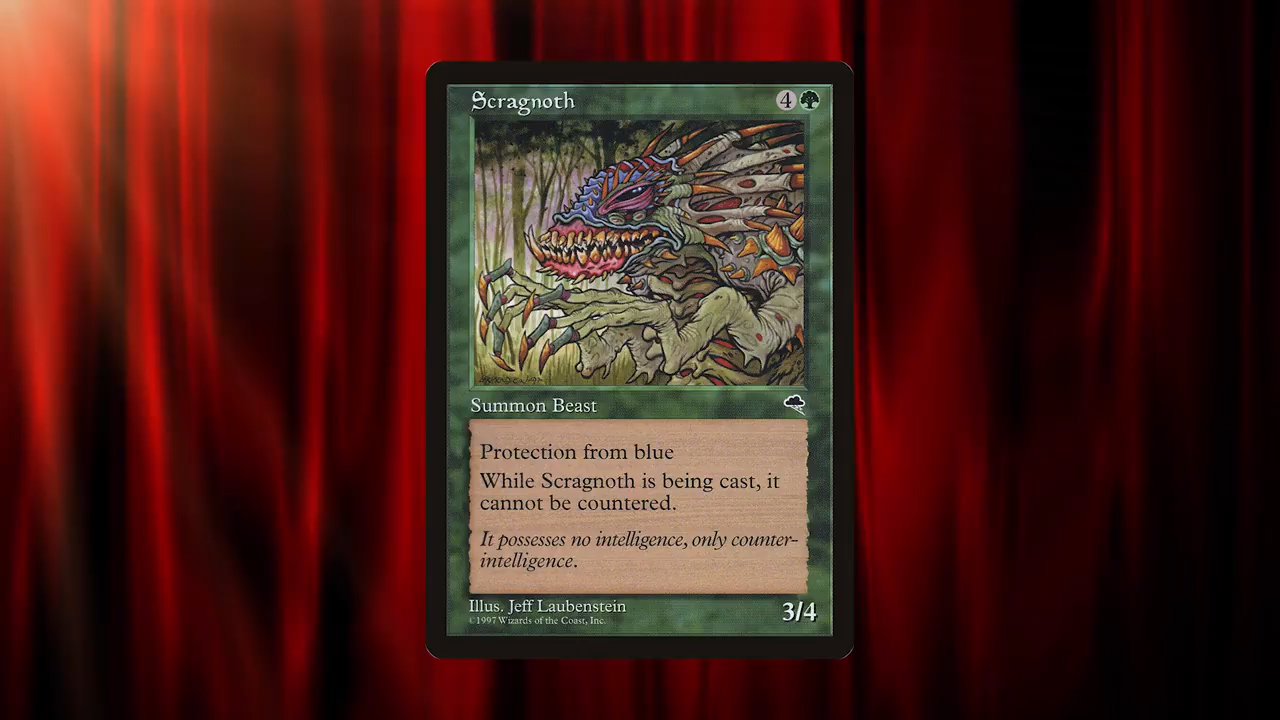 Scragnoth 4
Summon Beast
Protection from blue
While Scragnoth is being cast, it
cannot be countered.
It possesses no intelligence, only counter-
intelligence.
Illus. Jeff Laubenstein
©1997 Wizards of the Coast, Inc.
3/4